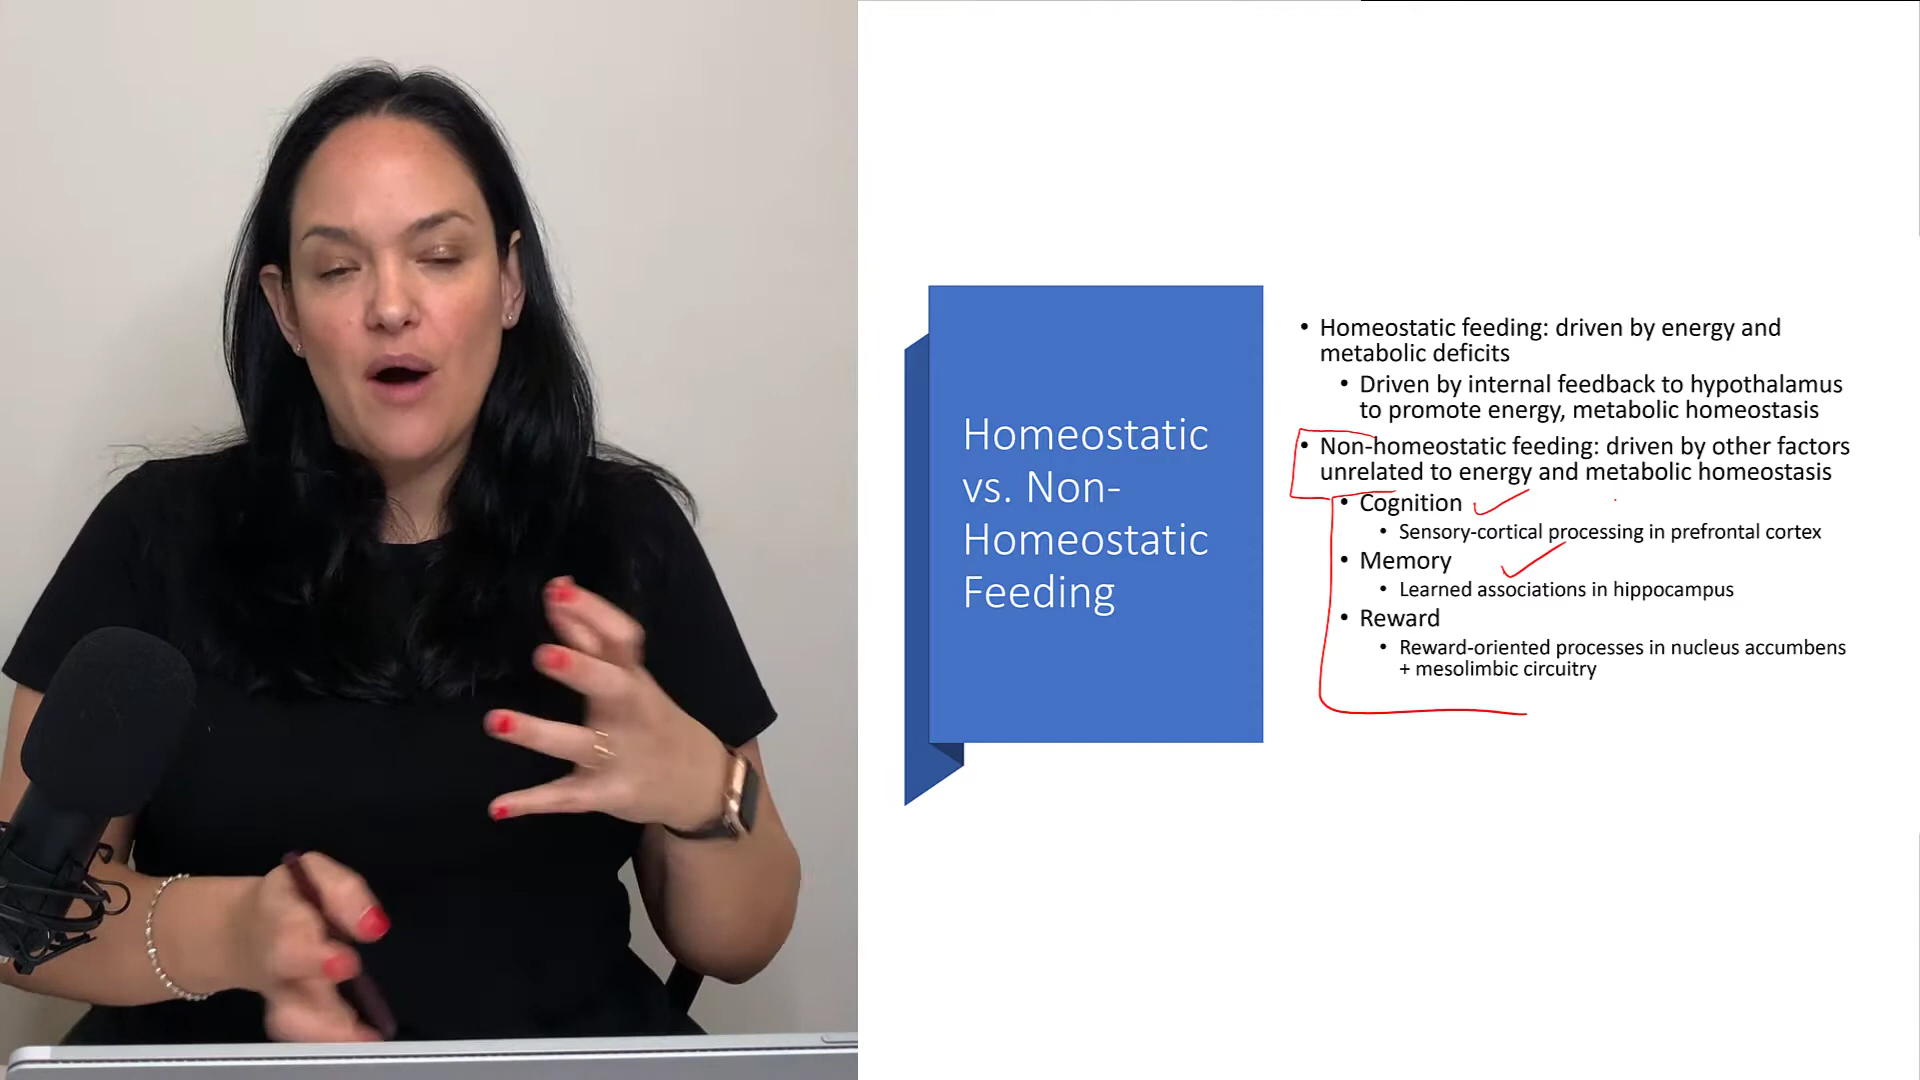 Homeostatic
vs. Non-
Homeostatic
Feeding
• Homeostatic feeding: driven by energy and
metabolic deficits
• Driven by internal feedback to hypothalamus
to promote energy, metabolic homeostasis
• Non-homeostatic feeding: driven by other factors
unrelated to energy and metabolic homeostasis
• Cognition
• Sensory-cortical processing in prefrontal cortex
• Memory
• Learned associations in hippocampus
• Reward
• Reward-oriented processes in nucleus accumbens
+ mesolimbic circuitry